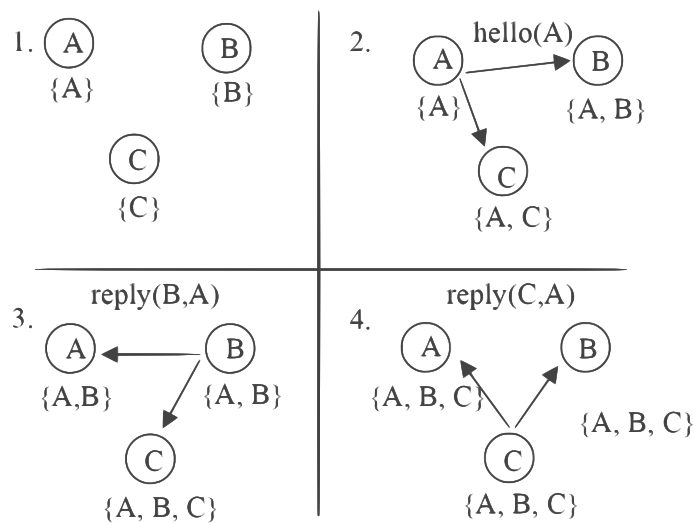 1.
A
B
{A}
{B}
C
{C}
2.
hello(A)
A
B
{A}
{A, B}
C
{A, C}
reply(B,A)
3.
A
B
{A,B}
{A, B}
C
{A, B, C}
reply(C,A)
4.
A
B
{A, B, C}
{A, B, C}
C
{A, B, C}